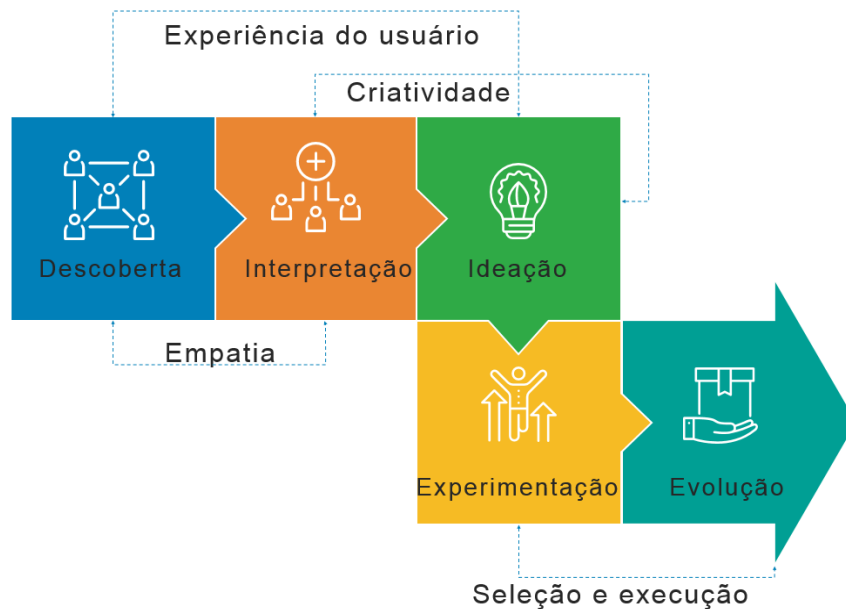 Experiência do usuário
Criatividade
Descoberta
Interpretação
Ideação
Empatia
Experimentação
Evolução
Seleção e execução